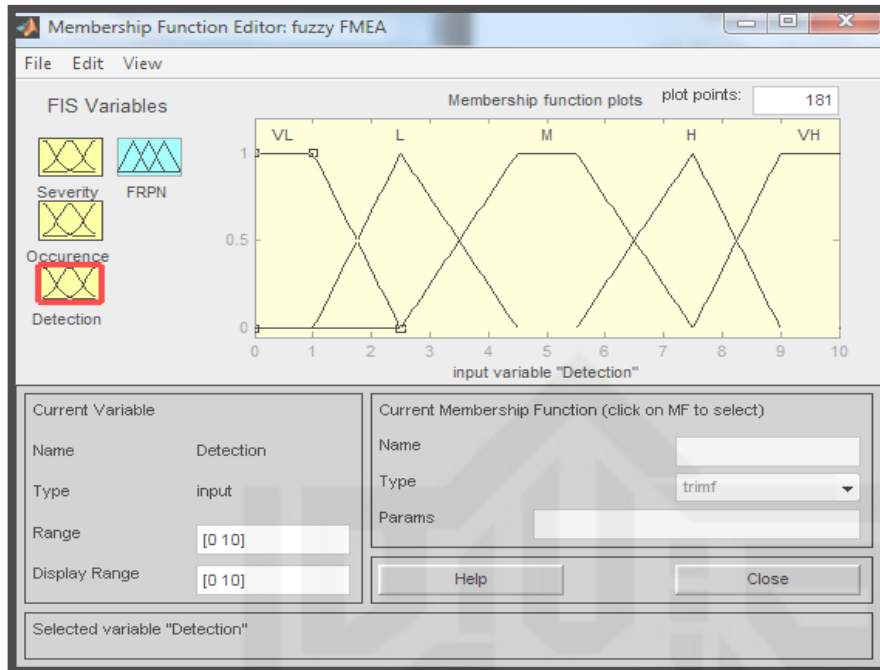 Membership Function Editor: fuzzy FMEA
File Edit View
FIS Variables
Membership function plots plot points: 181
VL L M H VH
Severity FRPN
Occurence
Detection
1
0.5
0
0 1 2 3 4 5 6 7 8 9 10
input variable "Detection"
Current Variable
Name Detection
Type input
Range [0 10]
Display Range [0 10]
Current Membership Function (click on MF to select)
Name
Type trimf
Params
Help Close
Selected variable "Detection"